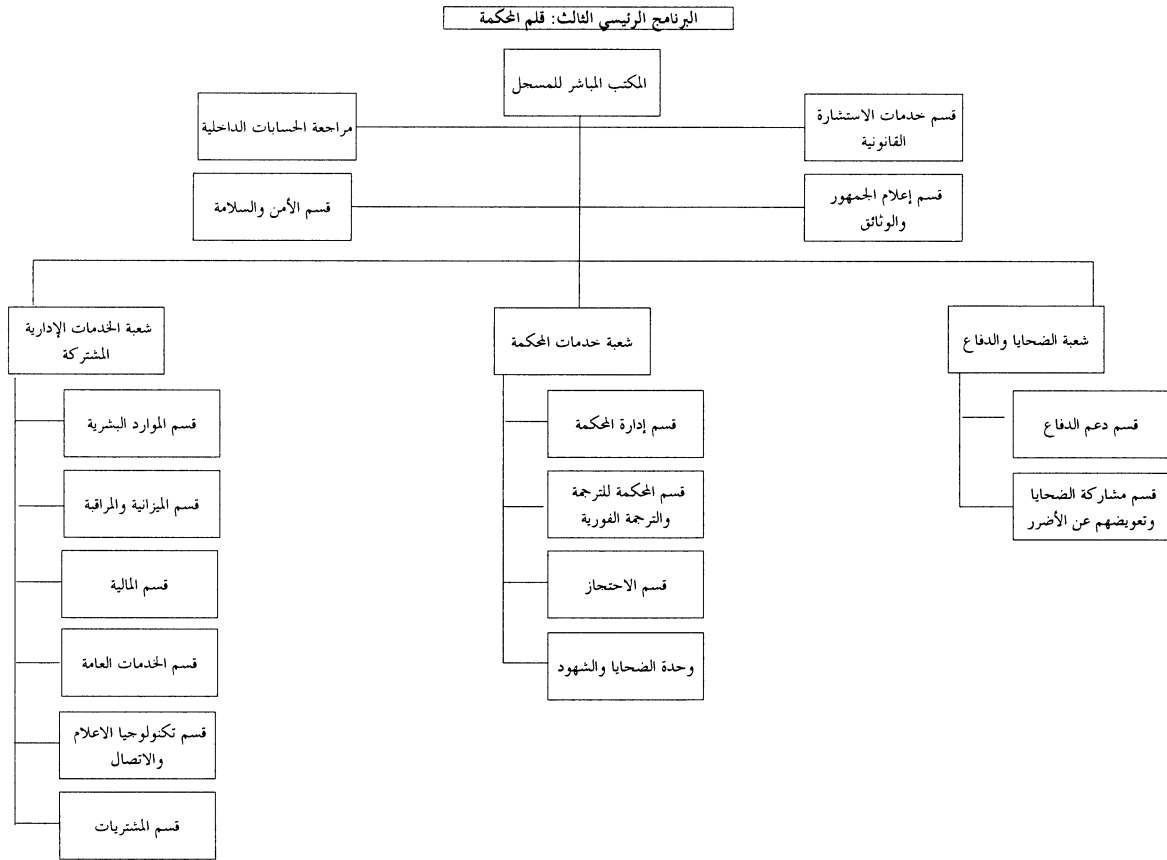 البرنامج الرئيسي الثالث: قلم المحكمة
المكتب المباشر للمسجل
قسم خدمات الاستشارة
القانونية
مراجعة الحسابات الداخلية
قسم إعلام الجمهور
والوثائق
قسم الأمن والسلامة
شعبة الضحايا والدفاع
قسم دعم الدفاع
قسم مشاركة الضحايا
وتعويضهم عن الأضرر
شعبة خدمات المحكمة
قسم إدارة المحكمة
قسم المحكمة للترجمة
والترجمة الفورية
قسم الاحتجاز
وحدة الضحايا والشهود
شعبة الخدمات الإدارية
المشتركة
قسم الموارد البشرية
قسم الميزانية والمراقبة
قسم المالية
قسم الخدمات العامة
قسم تكنولوجيا الاعلام
والاتصال
قسم المشتريات